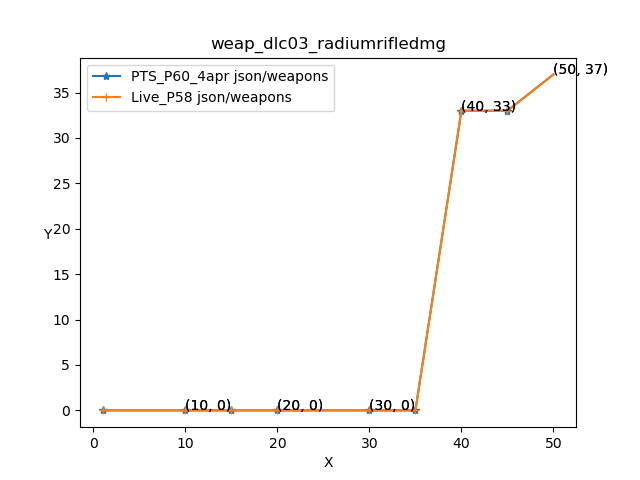 weap_dlc03_radiumrifledmg
PTS_P60_4apr json/weapons
Live_P58 json/weapons
(50, 37)
(40, 33)
(10, 0) (20, 0) (30, 0)
35
30
25
20
15
10
5
0
Y
0 10 20 30 40 50
X